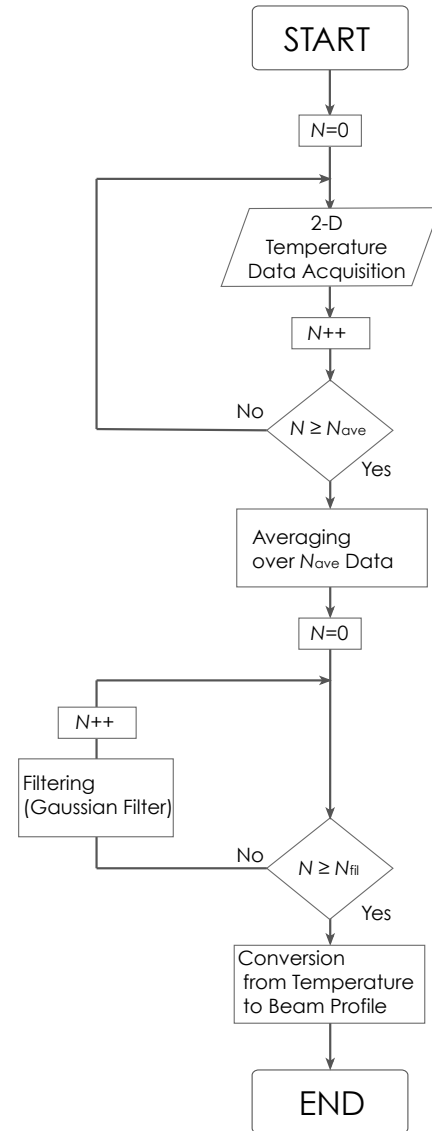 START
N=0
2-D
Temperature
Data Acquisition
N++
No
N ≥ Nave
Yes
Averaging
over Nave Data
N=0
N++
Filtering
(Gaussian Filter)
No
N ≥ Nfil
Yes
Conversion
from Temperature
to Beam Profile
END